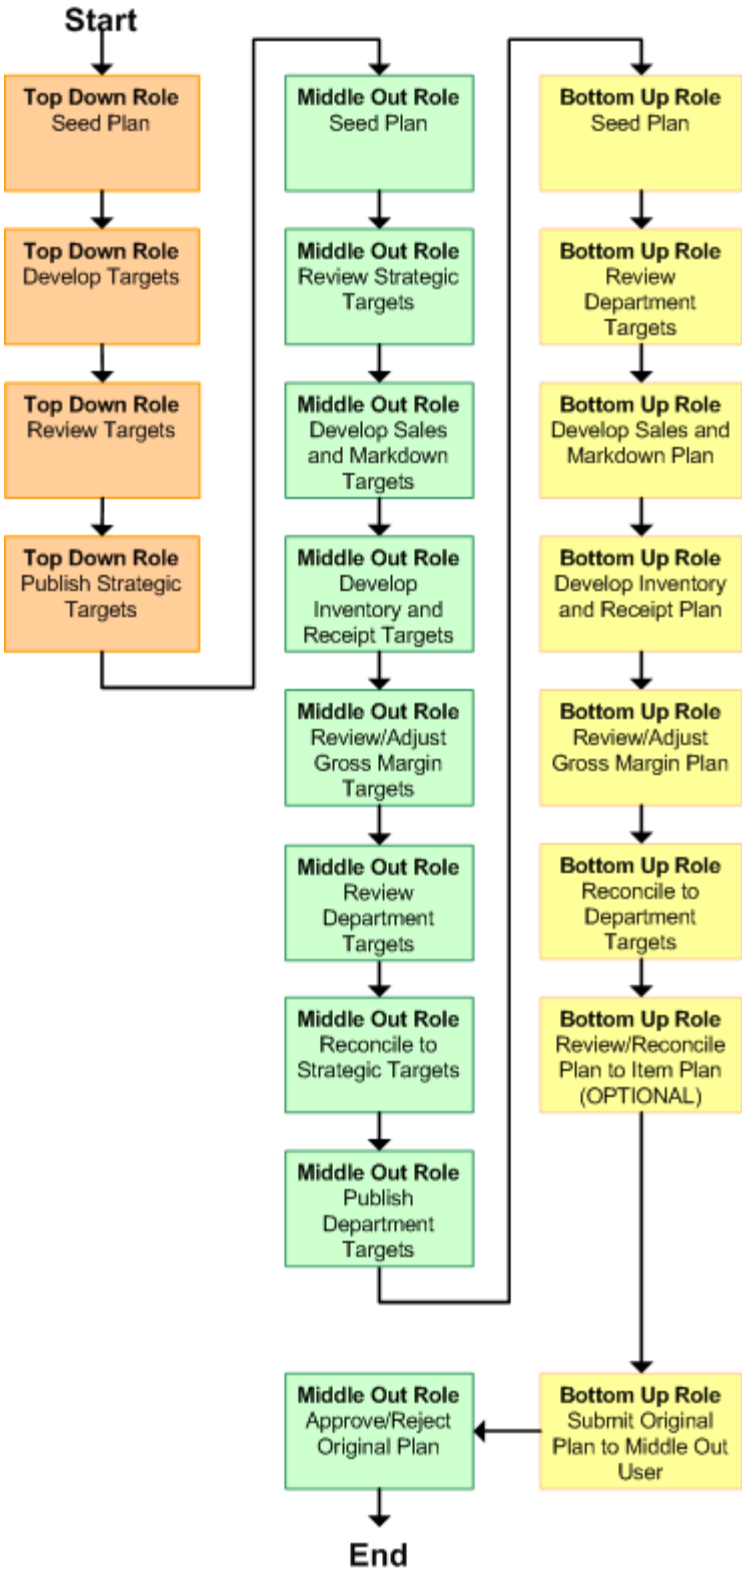 Start
Top Down Role
Seed Plan
Top Down Role
Develop Targets
Top Down Role
Review Targets
Top Down Role
Publish Strategic
Targets
Middle Out Role
Seed Plan
Middle Out Role
Review Strategic
Targets
Middle Out Role
Develop Sales
and Markdown
Targets
Middle Out Role
Develop
Inventory and
Receipt Targets
Middle Out Role
Review/Adjust
Gross Margin
Targets
Middle Out Role
Review
Department
Targets
Middle Out Role
Reconcile to
Strategic Targets
Middle Out Role
Publish
Department
Targets
Bottom Up Role
Seed Plan
Bottom Up Role
Review
Department
Targets
Bottom Up Role
Develop Sales and
Markdown Plan
Bottom Up Role
Develop Inventory
and Receipt Plan
Bottom Up Role
Review/Adjust
Gross Margin Plan
Bottom Up Role
Reconcile to
Department
Targets
Bottom Up Role
Review/Reconcile
Plan to Item Plan
(OPTIONAL)
Bottom Up Role
Submit Original
Plan to Middle Out
User
Middle Out Role
Approve/Reject
Original Plan
End